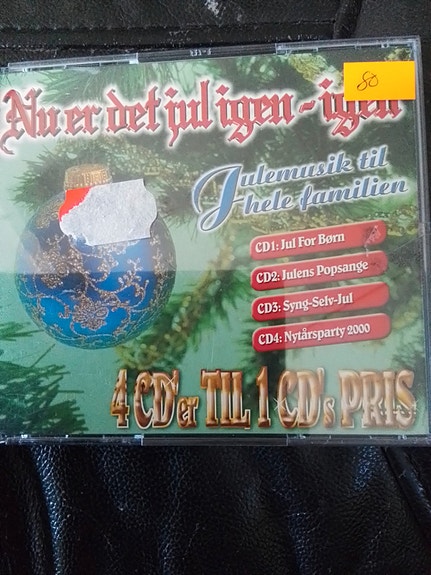 80
Nu er det jul igen - igen
Julemusik til
hele familien
CD1: Jul For Børn
CD2: Julens Popsange
CD3: Syng-Selv-Jul
CD4: Nytårsparty 2000
4 CD'er TIL 1 CD's PRIS